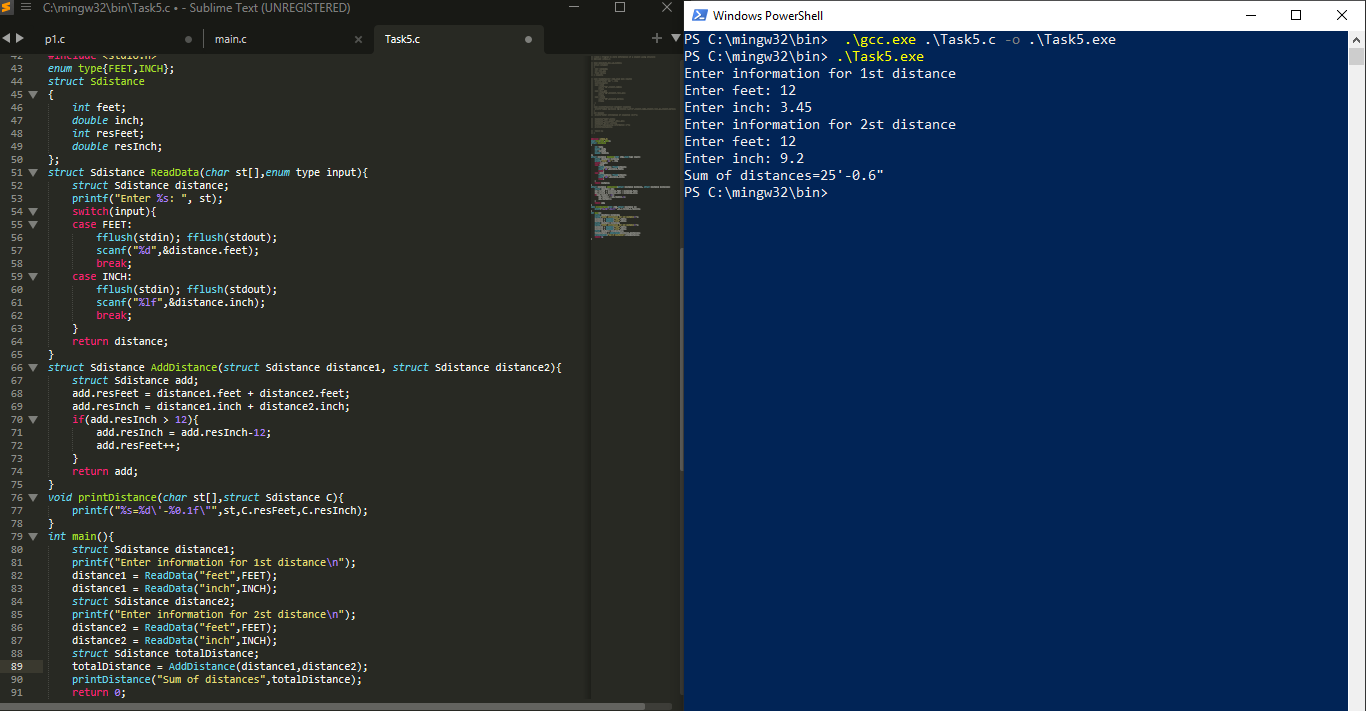 C:\mingw32\bin\Task5.c • - Sublime Text (UNREGISTERED)
p1.c
main.c
Task5.c
42 #include <stdio.h>
43 enum type{FEET,INCH};
44 struct Sdistance
45 {
46 int feet;
47 double inch;
48 int resFeet;
49 double resInch;
50 };
51 struct Sdistance ReadData(char st[],enum type input){
52 struct Sdistance distance;
53 printf("Enter %s: ", st);
54 switch(input){
55 case FEET:
56 fflush(stdin); fflush(stdout);
57 scanf("%d",&distance.feet);
58 break;
59 case INCH:
60 fflush(stdin); fflush(stdout);
61 scanf("%lf",&distance.inch);
62 break;
63 }
64 return distance;
65 }
66 struct Sdistance AddDistance(struct Sdistance distance1, struct Sdistance distance2){
67 struct Sdistance add;
68 add.resFeet = distance1.feet + distance2.feet;
69 add.resInch = distance1.inch + distance2.inch;
70 if(add.resInch > 12){
71 add.resInch = add.resInch-12;
72 add.resFeet++;
73 }
74 return add;
75 }
76 void printDistance(char st[],struct Sdistance C){
77 printf("%s=%d\'-%0.1f\"",st,C.resFeet,C.resInch);
78 }
79 int main(){
80 struct Sdistance distance1;
81 printf("Enter information for 1st distance\n");
82 distance1 = ReadData("feet",FEET);
83 distance1 = ReadData("inch",INCH);
84 struct Sdistance distance2;
85 printf("Enter information for 2st distance\n");
86 distance2 = ReadData("feet",FEET);
87 distance2 = ReadData("inch",INCH);
88 struct Sdistance totalDistance;
89 totalDistance = AddDistance(distance1,distance2);
90 printDistance("Sum of distances",totalDistance);
91 return 0;
Windows PowerShell
PS C:\mingw32\bin>  .\gcc.exe .\Task5.c -o .\Task5.exe
PS C:\mingw32\bin> .\Task5.exe
Enter information for 1st distance
Enter feet: 12
Enter inch: 3.45
Enter information for 2st distance
Enter feet: 12
Enter inch: 9.2
Sum of distances=25'-0.6"
PS C:\mingw32\bin>